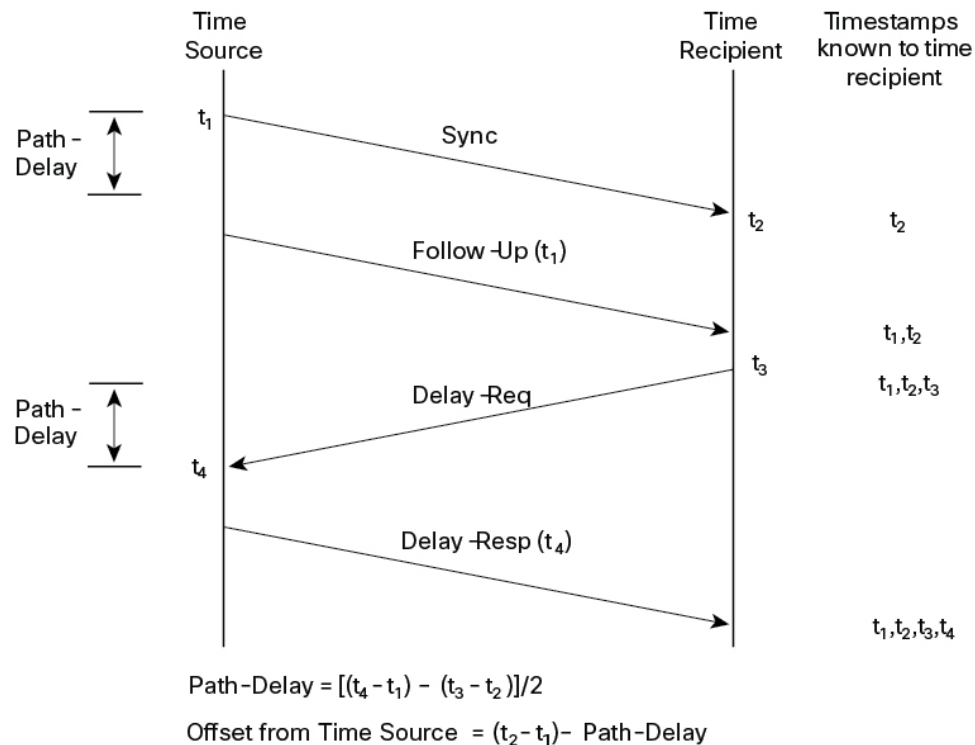 Time
Source
Time
Recipient
Timestamps
known to time
recipient
Path-
Delay
t₁
Sync
t₂
t₂
Follow-Up (t₁)
t₁,t₂
t₃
t₁,t₂,t₃
Delay-Req
Path-
Delay
t₄
Delay-Resp (t₄)
t₁,t₂,t₃,t₄
Path-Delay = [(t₄-t₁) - (t₃-t₂)]/2
Offset from Time Source = (t₂-t₁)- Path-Delay